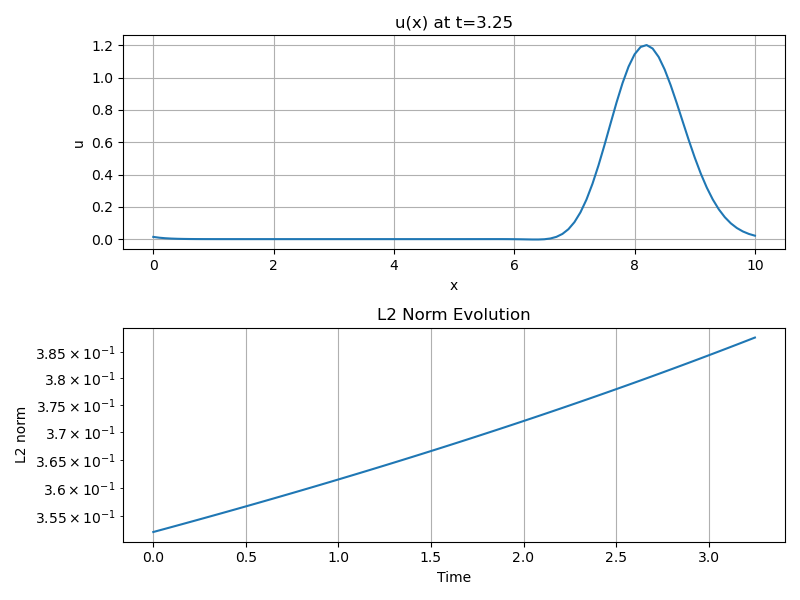 u(x) at t=3.25
1.2
1.0
0.8
0.6
0.4
0.2
0.0
u
0 2 4 6 8 10
x
L2 Norm Evolution
3.85 × 10⁻¹
3.8 × 10⁻¹
3.75 × 10⁻¹
3.7 × 10⁻¹
3.65 × 10⁻¹
3.6 × 10⁻¹
3.55 × 10⁻¹
L2 norm
0.0 0.5 1.0 1.5 2.0 2.5 3.0
Time